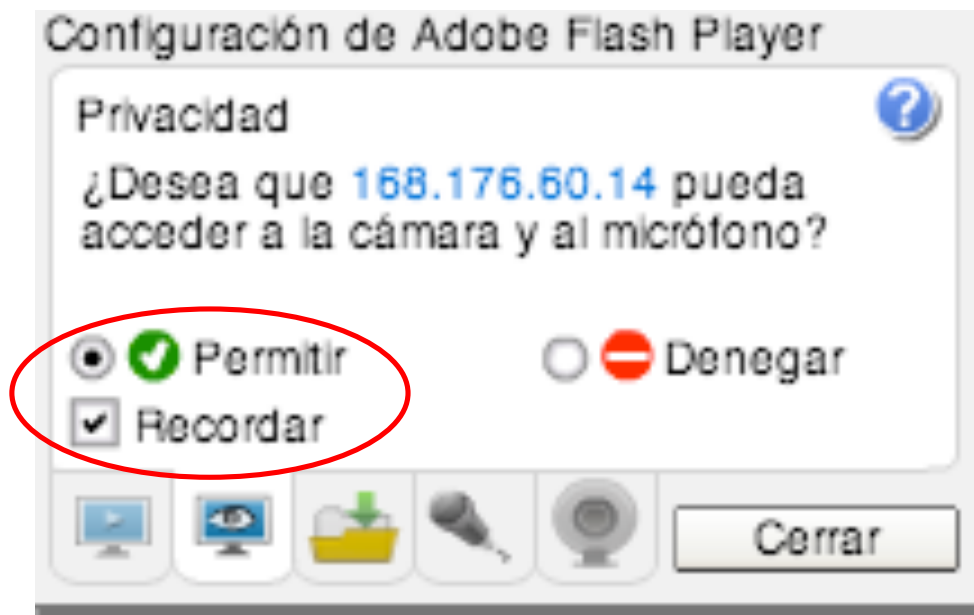 Configuración de Adobe Flash Player
Privacidad
¿Desea que 168.176.60.14 pueda
acceder a la cámara y al micrófono?
Permitir
Denegar
Recordar
Cerrar